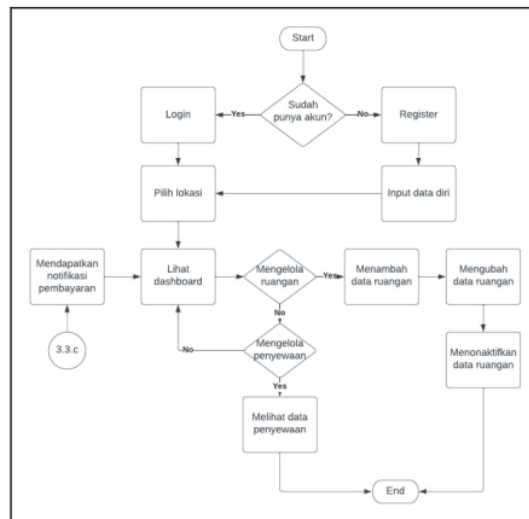 Start
Login
Yes
Sudah
punya akun?
No
Register
Pilih lokasi
Input data diri
Mendapatkan
notifikasi
pembayaran
Lihat
dashboard
Mengelola
ruangan
Yes
Menambah
data ruangan
Mengubah
data ruangan
No
3.3.c
No
Mengelola
penyewaan
Menonaktifkan
data ruangan
Yes
Melihat data
penyewaan
End